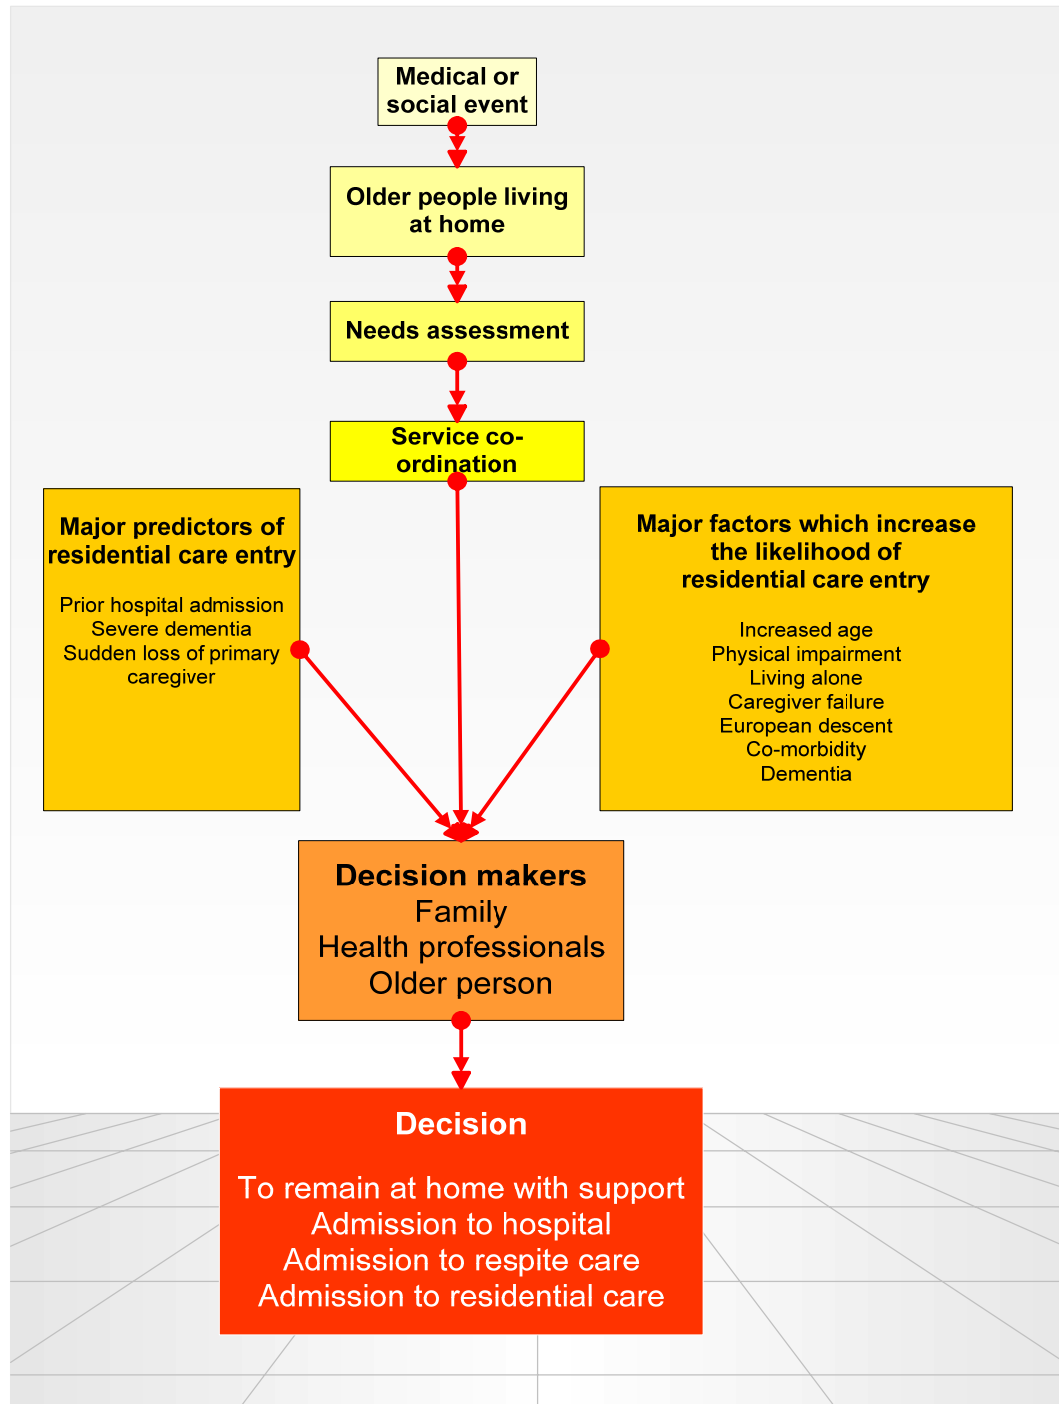 Medical or
social event
Older people living
at home
Needs assessment
Service co-
ordination
Major predictors of
residential care entry
Prior hospital admission
Severe dementia
Sudden loss of primary
caregiver
Major factors which increase
the likelihood of
residential care entry
Increased age
Physical impairment
Living alone
Caregiver failure
European descent
Co-morbidity
Dementia
Decision makers
Family
Health professionals
Older person
Decision
To remain at home with support
Admission to hospital
Admission to respite care
Admission to residential care